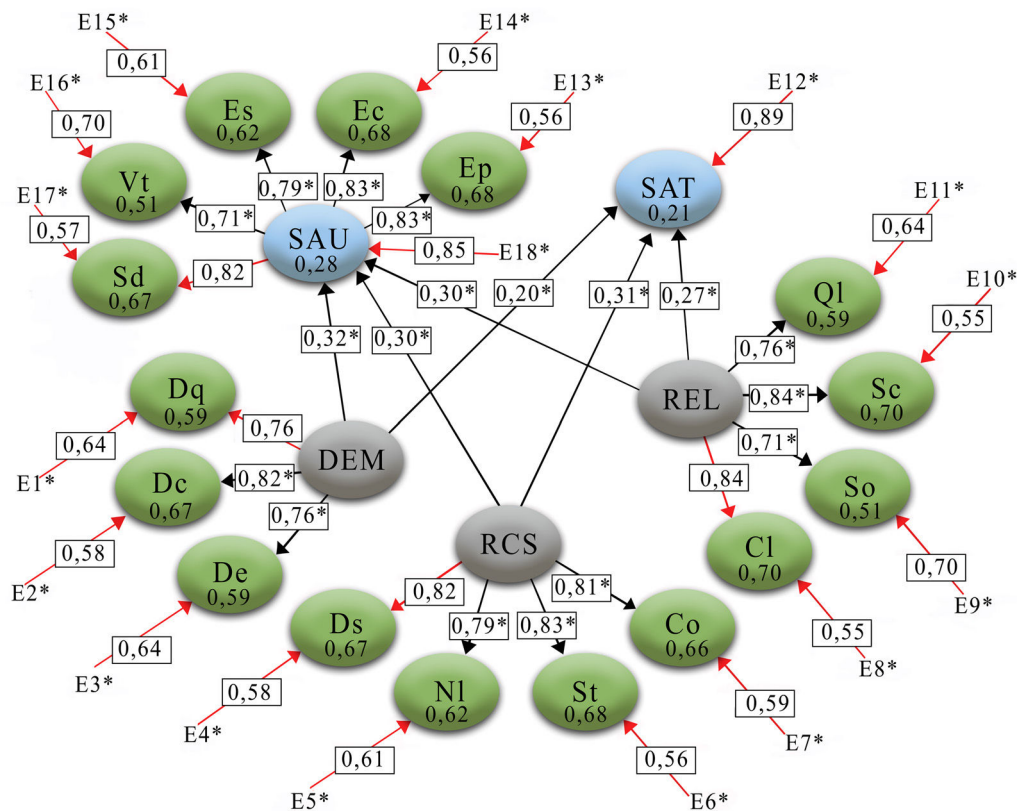 E15*
E14*
0,61
0,56
E16*
E13*
E12*
Es
0,62
Ec
0,68
0,70
0,56
0,89
Vt
0,51
Ep
0,68
SAT
0,21
E17*
0,79*
0,83*
E11*
0,57
0,71*
0,83*
0,64
SAU
0,28
0,85
E18*
Sd
0,67
0,82
E10*
0,30*
0,20*
0,31*
0,27*
Ql
0,59
0,55
0,32*
0,30*
0,76*
Dq
0,59
REL
0,84*
Sc
0,70
0,64
0,76
0,71*
E1*
DEM
0,82*
0,84
Dc
0,67
So
0,51
0,76*
0,58
RCS
Cl
0,70
0,70
E2*
De
0,59
0,82
0,81*
E9*
0,64
Ds
0,67
0,79*
0,83*
Co
0,66
0,55
E3*
E8*
0,58
Nl
0,62
St
0,68
0,59
E4*
E7*
0,61
0,56
E5*
E6*